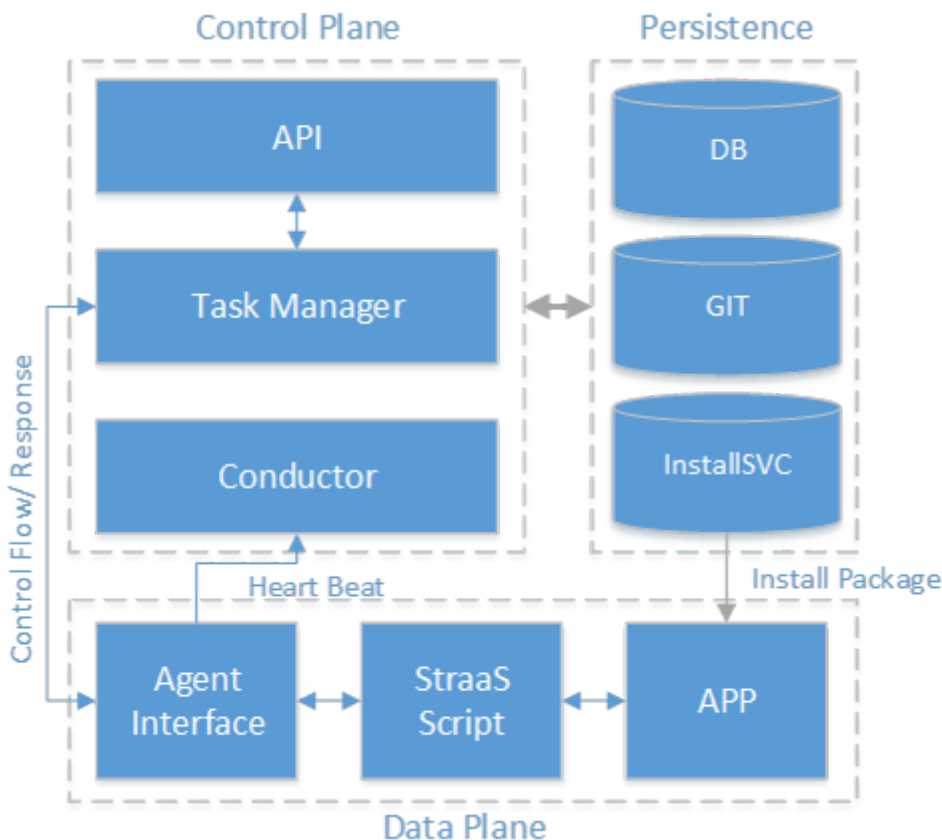 Control Plane
Persistence
API
DB
Task Manager
GIT
Control Flow/ Response
Conductor
InstallSVC
Heart Beat
Install Package
Agent
Interface
StraaS
Script
APP
Data Plane